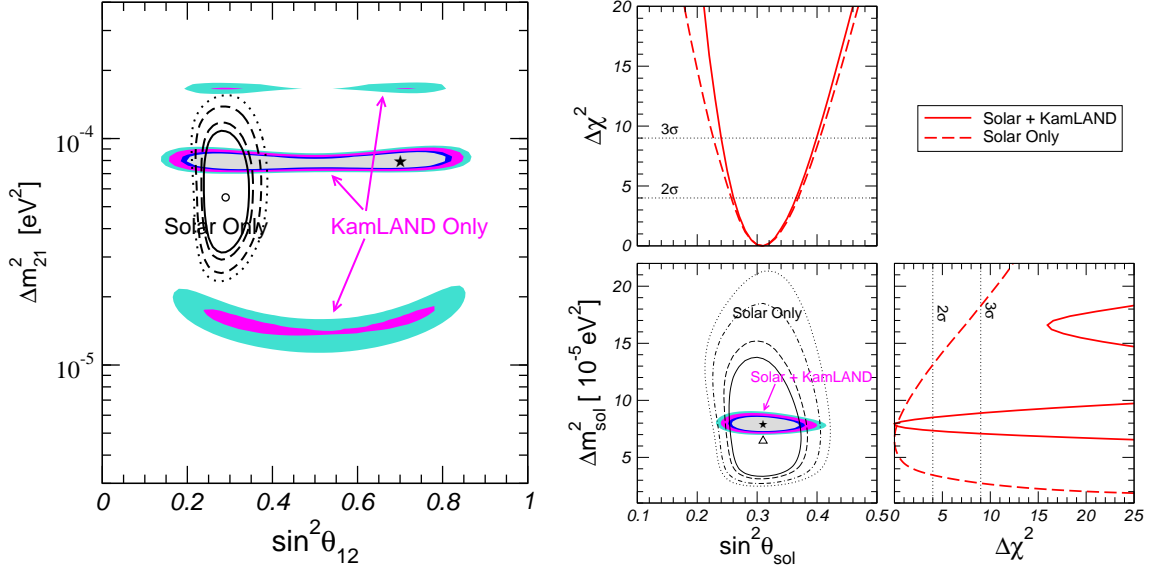 10⁻⁴
10⁻⁵
Δm²₂₁ [eV²]
Solar Only
KamLAND Only
0 0.2 0.4 0.6 0.8 1
sin²θ₁₂
20
15
10
5
0
Δχ²
3σ
2σ
Solar + KamLAND
Solar Only
20
15
10
5
Δm²sol [ 10⁻⁵ eV²]
Solar Only
Solar + KamLAND
0.1 0.2 0.3 0.4 0.5
sin²θsol
2σ
3σ
0 5 10 15 20 25
Δχ²